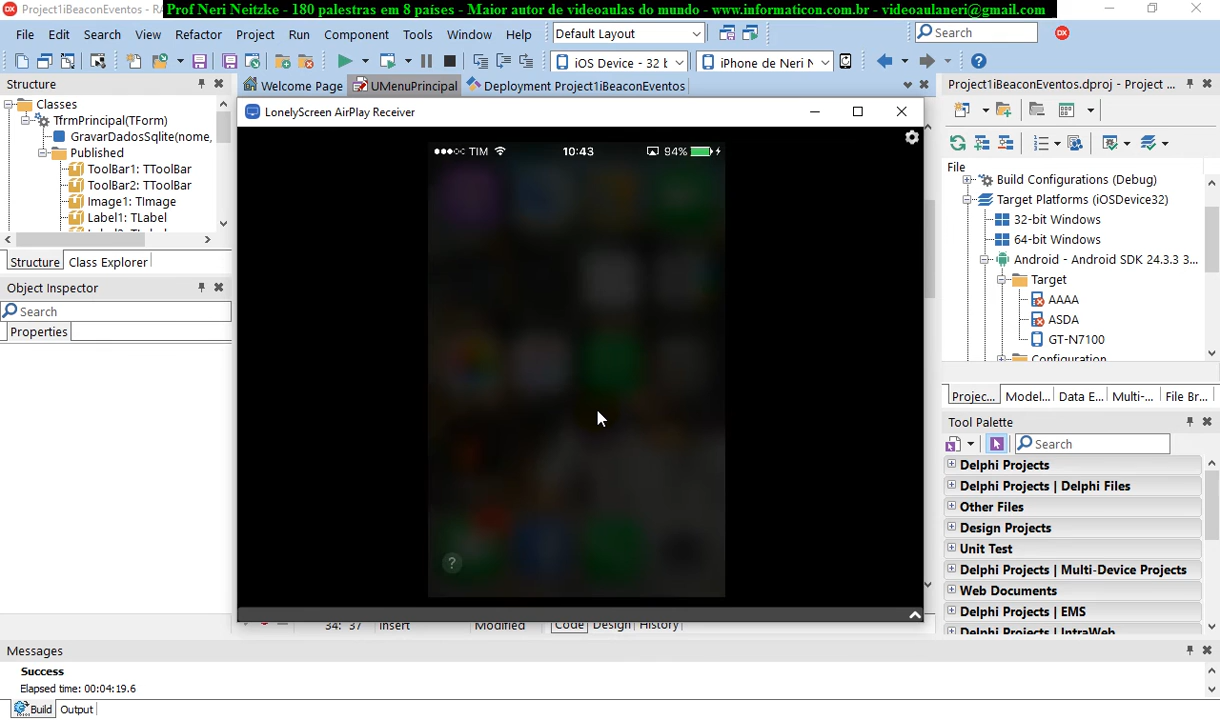 Project1iBeaconEventos - RA
Prof Neri Neitzke - 180 palestras em 8 países - Maior autor de videoaulas do mundo - www.informaticon.com.br - videoaulaneri@gmail.com
File Edit Search View Refactor Project Run Component Tools Window Help
Default Layout
Search
DX
iOS Device - 32 b
iPhone de Neri N
Structure
Welcome Page
UMenuPrincipal
Deployment Project1iBeaconEventos
Project1iBeaconEventos.dproj - Project ...
Classes
TfrmPrincipal(TForm)
GravarDadosSqlite(nome,
Published
ToolBar1: TToolBar
ToolBar2: TToolBar
Image1: TImage
Label1: TLabel
Structure
Class Explorer
Object Inspector
Search
Properties
LonelyScreen AirPlay Receiver
TIM
10:43
94%
?
34: 37
Insert
Modified
Code
Design
History
File
Build Configurations (Debug)
Target Platforms (iOSDevice32)
32-bit Windows
64-bit Windows
Android - Android SDK 24.3.3 3...
Target
AAAA
ASDA
GT-N7100
Configuration
Projec...
Model...
Data E...
Multi-...
File Br...
Tool Palette
Search
Delphi Projects
Delphi Projects | Delphi Files
Other Files
Design Projects
Unit Test
Delphi Projects | Multi-Device Projects
Web Documents
Delphi Projects | EMS
Delphi Projects | IntraWeb
Messages
Success
Elapsed time: 00:04:19.6
Build
Output